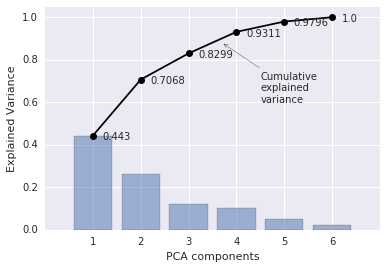 1.0
0.8
0.6
0.4
0.2
0.0
Explained Variance
0.443
0.7068
0.8299
0.9311
0.9796
1.0
Cumulative
explained
variance
1 2 3 4 5 6
PCA components